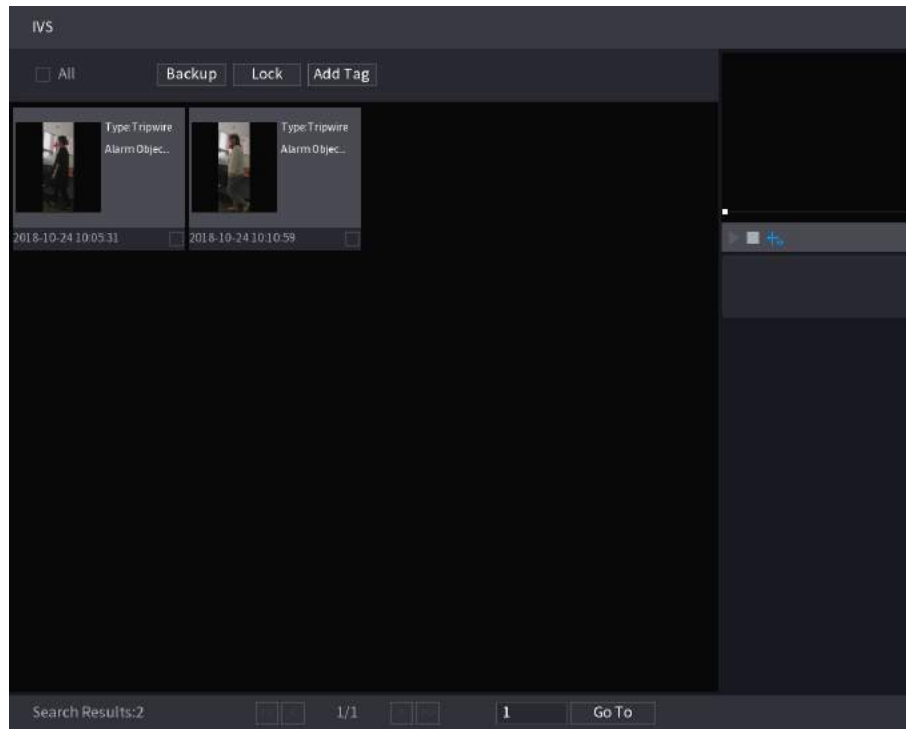 IVS
All
Backup
Lock
Add Tag
Type:Tripwire
Alarm Objec...
2018-10-24 10:05:31
Type:Tripwire
Alarm Objec...
2018-10-24 10:10:59
Search Results:2
1/1
1
Go To